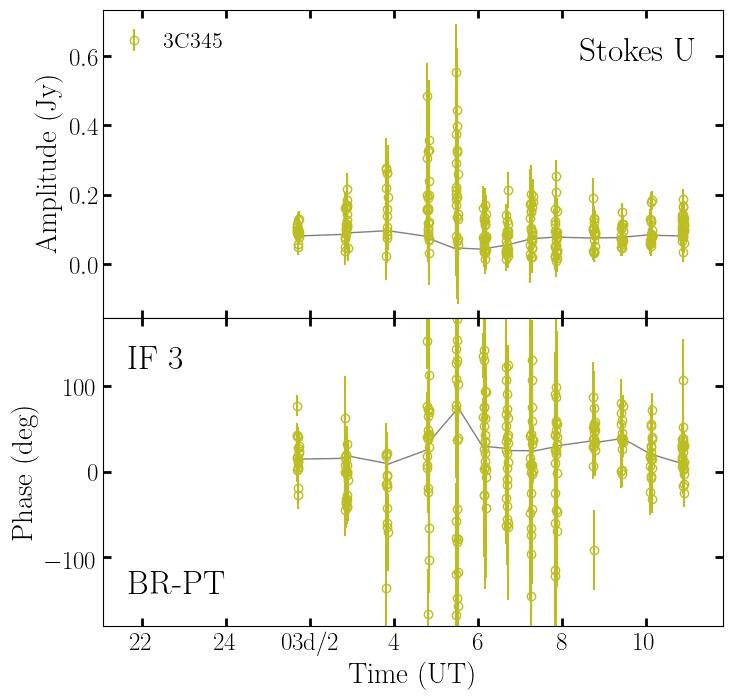 3C345
Stokes U
0.6
0.4
0.2
0.0
Amplitude (Jy)
IF 3
100
0
−100
Phase (deg)
BR-PT
22 24 03d/2 4 6 8 10
Time (UT)